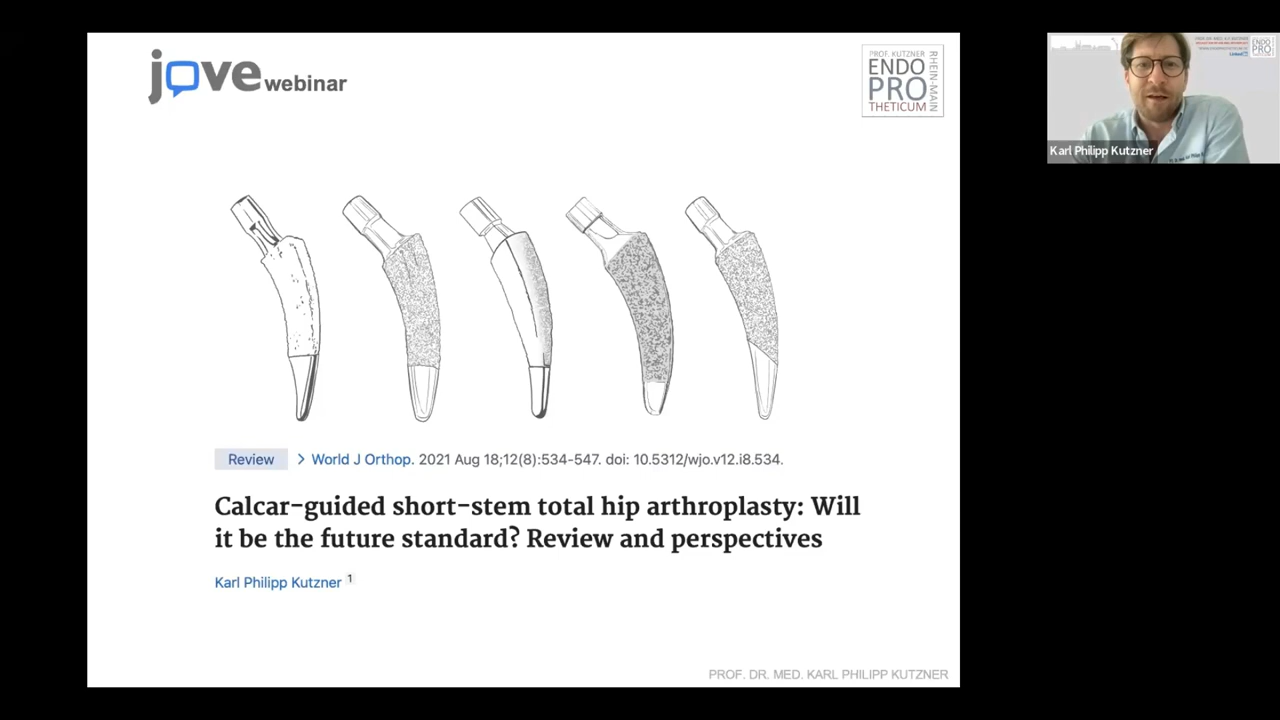 jove webinar
PROF. KUTZNER
ENDO
PRO
THETICUM
RHEIN-MAIN
ENDO
PRO
Karl Philipp Kutzner
Review > World J Orthop. 2021 Aug 18;12(8):534-547. doi: 10.5312/wjo.v12.i8.534.
Calcar-guided short-stem total hip arthroplasty: Will
it be the future standard? Review and perspectives
Karl Philipp Kutzner 1
PROF. DR. MED. KARL PHILIPP KUTZNER